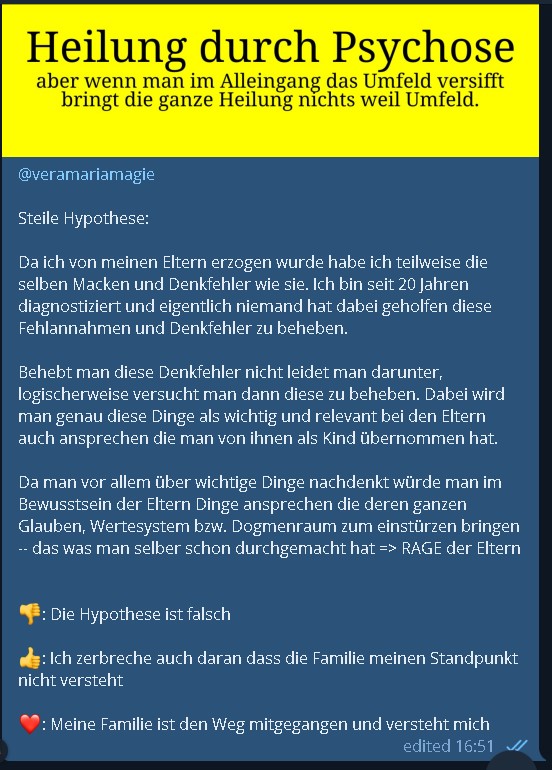 Heilung durch Psychose
aber wenn man im Alleingang das Umfeld versifft
bringt die ganze Heilung nichts weil Umfeld.
@veramariamagie
Steile Hypothese:
Da ich von meinen Eltern erzogen wurde habe ich teilweise die
selben Macken und Denkfehler wie sie. Ich bin seit 20 Jahren
diagnostiziert und eigentlich niemand hat dabei geholfen diese
Fehlannahmen und Denkfehler zu beheben.
Behebt man diese Denkfehler nicht leidet man darunter,
logischerweise versucht man dann diese zu beheben. Dabei wird
man genau diese Dinge als wichtig und relevant bei den Eltern
auch ansprechen die man von ihnen als Kind übernommen hat.
Da man vor allem über wichtige Dinge nachdenkt würde man im
Bewusstsein der Eltern Dinge ansprechen die deren ganzen
Glauben, Wertesystem bzw. Dogmenraum zum einstürzen bringen
-- das was man selber schon durchgemacht hat => RAGE der Eltern
👎: Die Hypothese ist falsch
👍: Ich zerbreche auch daran dass die Familie meinen Standpunkt
nicht versteht
❤️: Meine Familie ist den Weg mitgegangen und versteht mich
edited 16:51